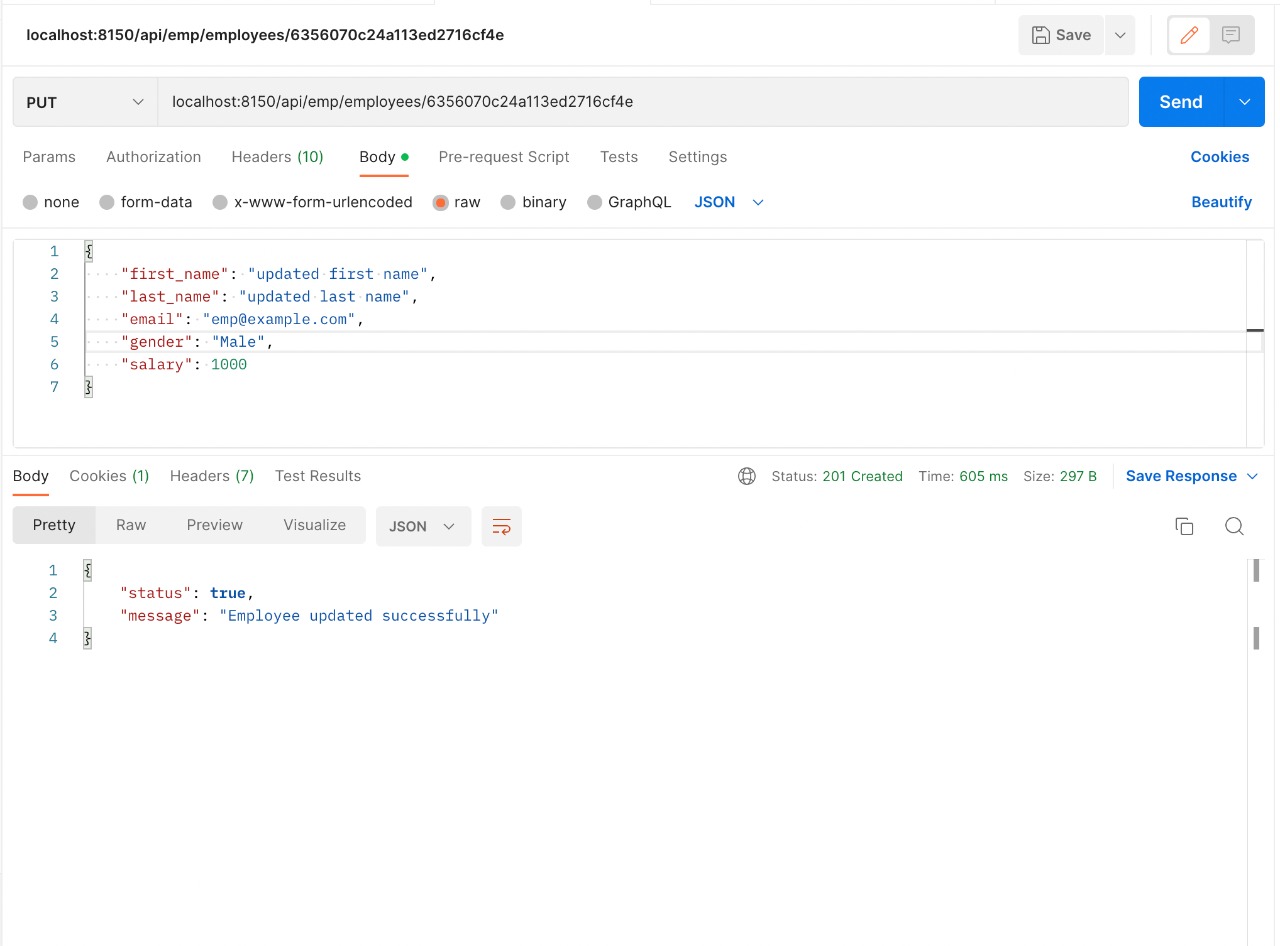 localhost:8150/api/emp/employees/6356070c24a113ed2716cf4e
Save
PUT
localhost:8150/api/emp/employees/6356070c24a113ed2716cf4e
Send
Params Authorization Headers (10) Body Pre-request Script Tests Settings Cookies
none form-data x-www-form-urlencoded raw binary GraphQL JSON Beautify
1 {
2 "first_name": "updated first name",
3 "last_name": "updated last name",
4 "email": "emp@example.com",
5 "gender": "Male",
6 "salary": 1000
7 }
Body Cookies (1) Headers (7) Test Results Status: 201 Created Time: 605 ms Size: 297 B Save Response
Pretty Raw Preview Visualize JSON
1 {
2 "status": true,
3 "message": "Employee updated successfully"
4 }